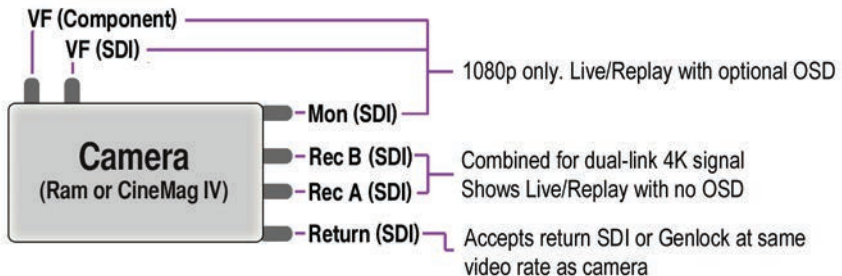 VF (Component)
VF (SDI)
1080p only. Live/Replay with optional OSD
Mon (SDI)
Camera
(Ram or CineMag IV)
Rec B (SDI)
Rec A (SDI)
Combined for dual-link 4K signal
Shows Live/Replay with no OSD
Return (SDI)
Accepts return SDI or Genlock at same
video rate as camera